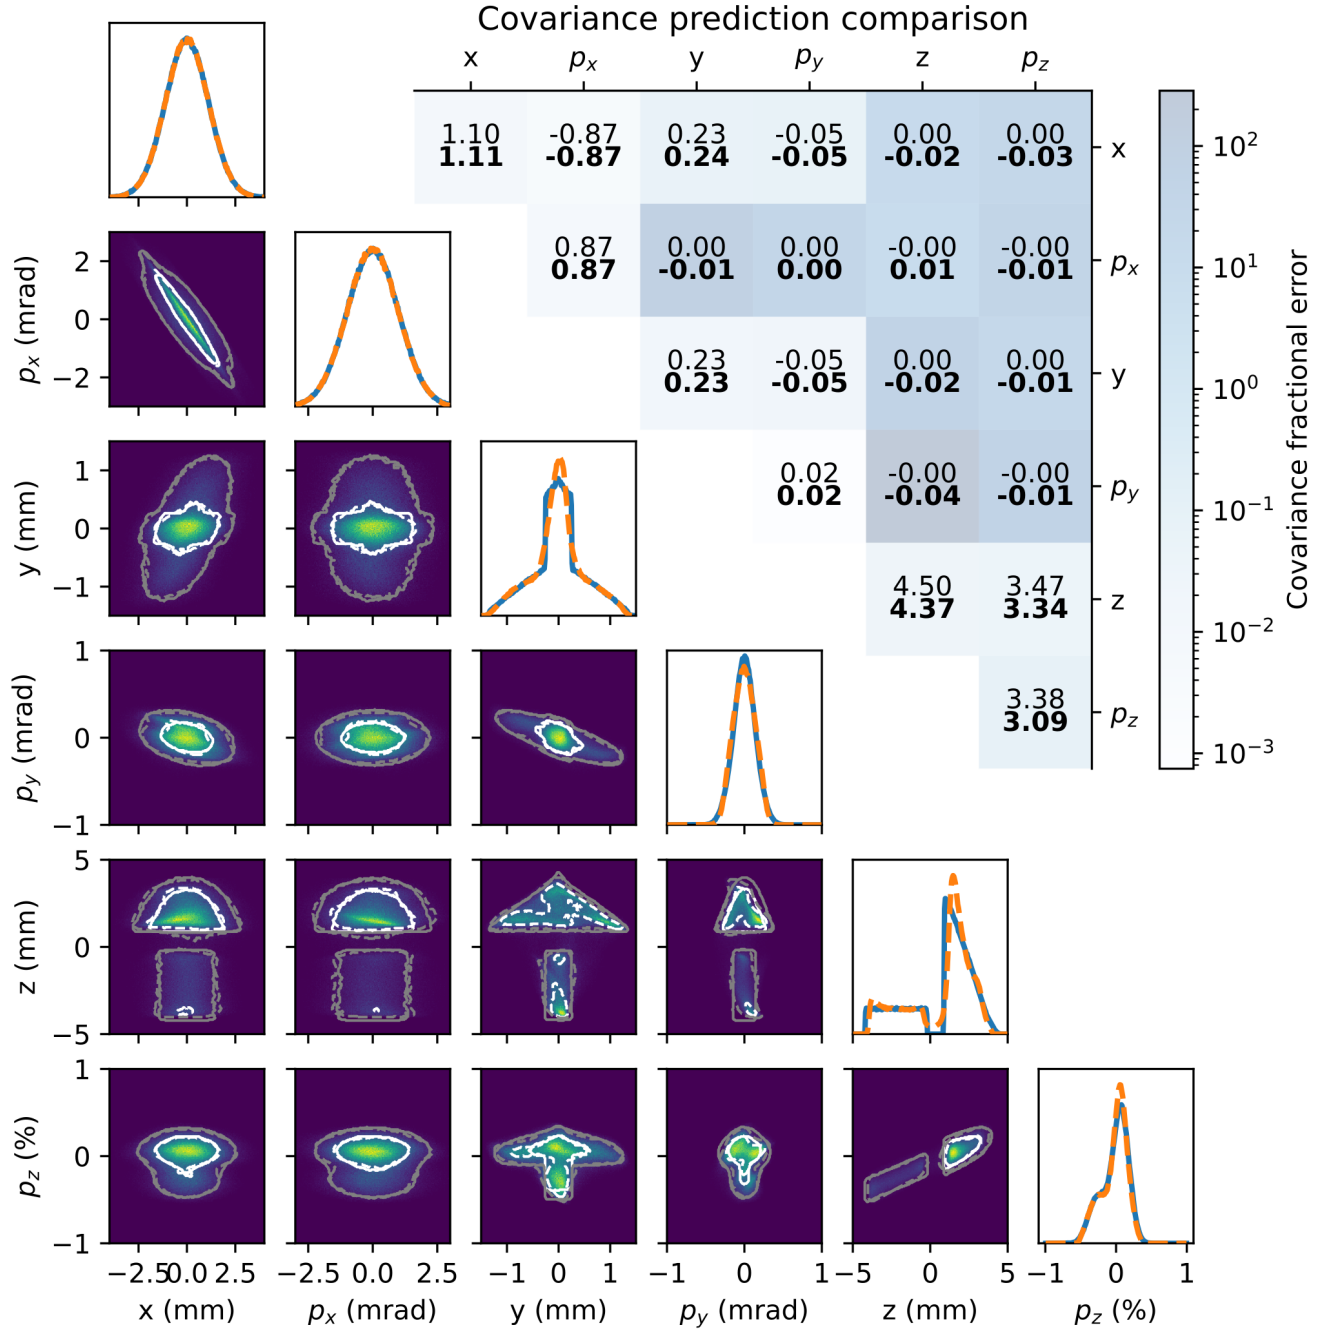 Covariance prediction comparison
x p_x y p_y z p_z
1.10 -0.87 0.23 -0.05 0.00 0.00
1.11 -0.87 0.24 -0.05 -0.02 -0.03
x
0.87 0.00 0.00 -0.00 -0.00
0.87 -0.01 0.00 0.01 -0.01
p_x
0.23 -0.05 0.00 0.00
0.23 -0.05 -0.02 -0.01
y
0.02 -0.00 -0.00
0.02 -0.04 -0.01
p_y
4.50 3.47
4.37 3.34
z
3.38
3.09
p_z
10^2
10^1
10^0
10^−1
10^−2
10^−3
Covariance fractional error
p_x (mrad)
2
0
−2
y (mm)
1
0
−1
p_y (mrad)
1
0
−1
z (mm)
5
0
−5
p_z (%)
1
0
−1
−2.5 0.0 2.5 −2.5 0.0 2.5 −1 0 1 −1 0 1 −5 0 5 −1 0 1
x (mm) p_x (mrad) y (mm) p_y (mrad) z (mm) p_z (%)